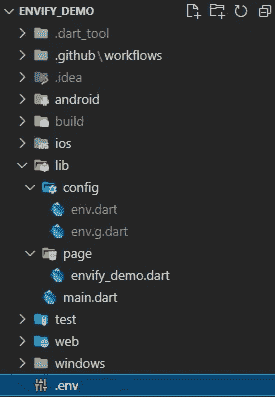 ENVIFY_DEMO
.dart_tool
.github\workflows
.idea
android
build
ios
lib
config
env.dart
env.g.dart
page
envify_demo.dart
main.dart
test
web
windows
.env